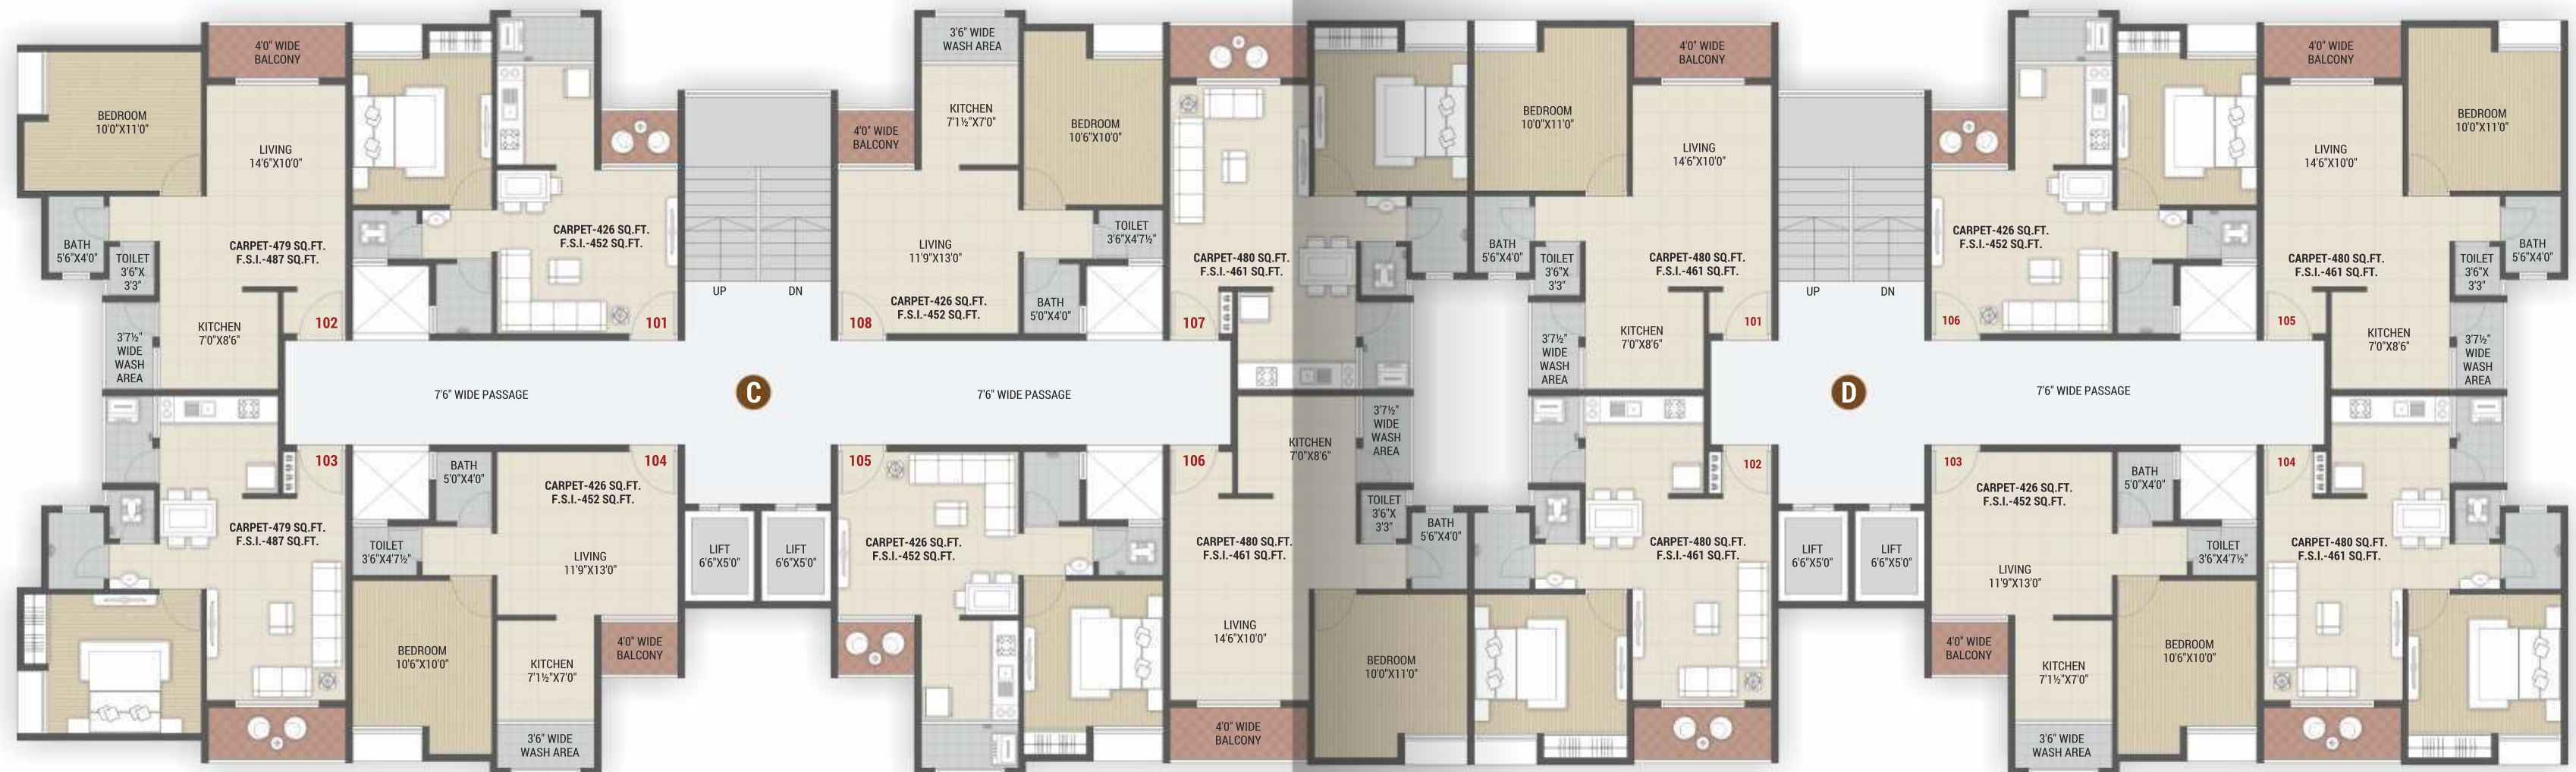 4'0" WIDE
BALCONY
BEDROOM
10'0"X11'0"
LIVING
14'6"X10'0"
BATH
5'6"X4'0"
TOILET
3'6"X
3'3"
CARPET-479 SQ.FT.
F.S.I.-487 SQ.FT.
3'7½"
WIDE
WASH
AREA
KITCHEN
7'0"X8'6"
102
CARPET-426 SQ.FT.
F.S.I.-452 SQ.FT.
101
UP
DN
3'6" WIDE
WASH AREA
KITCHEN
7'1½"X7'0"
4'0" WIDE
BALCONY
BEDROOM
10'6"X10'0"
LIVING
11'9"X13'0"
TOILET
3'6"X4'7½"
CARPET-426 SQ.FT.
F.S.I.-452 SQ.FT.
BATH
5'0"X4'0"
108
CARPET-480 SQ.FT.
F.S.I.-461 SQ.FT.
107
7'6" WIDE PASSAGE
C
7'6" WIDE PASSAGE
103
CARPET-479 SQ.FT.
F.S.I.-487 SQ.FT.
BATH
5'0"X4'0"
104
CARPET-426 SQ.FT.
F.S.I.-452 SQ.FT.
TOILET
3'6"X4'7½"
LIVING
11'9"X13'0"
BEDROOM
10'6"X10'0"
KITCHEN
7'1½"X7'0"
4'0" WIDE
BALCONY
3'6" WIDE
WASH AREA
LIFT
6'6"X5'0"
LIFT
6'6"X5'0"
105
CARPET-426 SQ.FT.
F.S.I.-452 SQ.FT.
106
KITCHEN
7'0"X8'6"
3'7½"
WIDE
WASH
AREA
TOILET
3'6"X
3'3"
BATH
5'6"X4'0"
CARPET-480 SQ.FT.
F.S.I.-461 SQ.FT.
LIVING
14'6"X10'0"
BEDROOM
10'0"X11'0"
4'0" WIDE
BALCONY
4'0" WIDE
BALCONY
BEDROOM
10'0"X11'0"
LIVING
14'6"X10'0"
BATH
5'6"X4'0"
TOILET
3'6"X
3'3"
CARPET-480 SQ.FT.
F.S.I.-461 SQ.FT.
3'7½"
WIDE
WASH
AREA
KITCHEN
7'0"X8'6"
101
UP
DN
CARPET-426 SQ.FT.
F.S.I.-452 SQ.FT.
106
4'0" WIDE
BALCONY
BEDROOM
10'0"X11'0"
LIVING
14'6"X10'0"
BATH
5'6"X4'0"
TOILET
3'6"X
3'3"
CARPET-480 SQ.FT.
F.S.I.-461 SQ.FT.
105
KITCHEN
7'0"X8'6"
3'7½"
WIDE
WASH
AREA
D
7'6" WIDE PASSAGE
102
CARPET-480 SQ.FT.
F.S.I.-461 SQ.FT.
LIFT
6'6"X5'0"
LIFT
6'6"X5'0"
103
CARPET-426 SQ.FT.
F.S.I.-452 SQ.FT.
BATH
5'0"X4'0"
TOILET
3'6"X4'7½"
LIVING
11'9"X13'0"
4'0" WIDE
BALCONY
KITCHEN
7'1½"X7'0"
BEDROOM
10'6"X10'0"
3'6" WIDE
WASH AREA
104
CARPET-480 SQ.FT.
F.S.I.-461 SQ.FT.